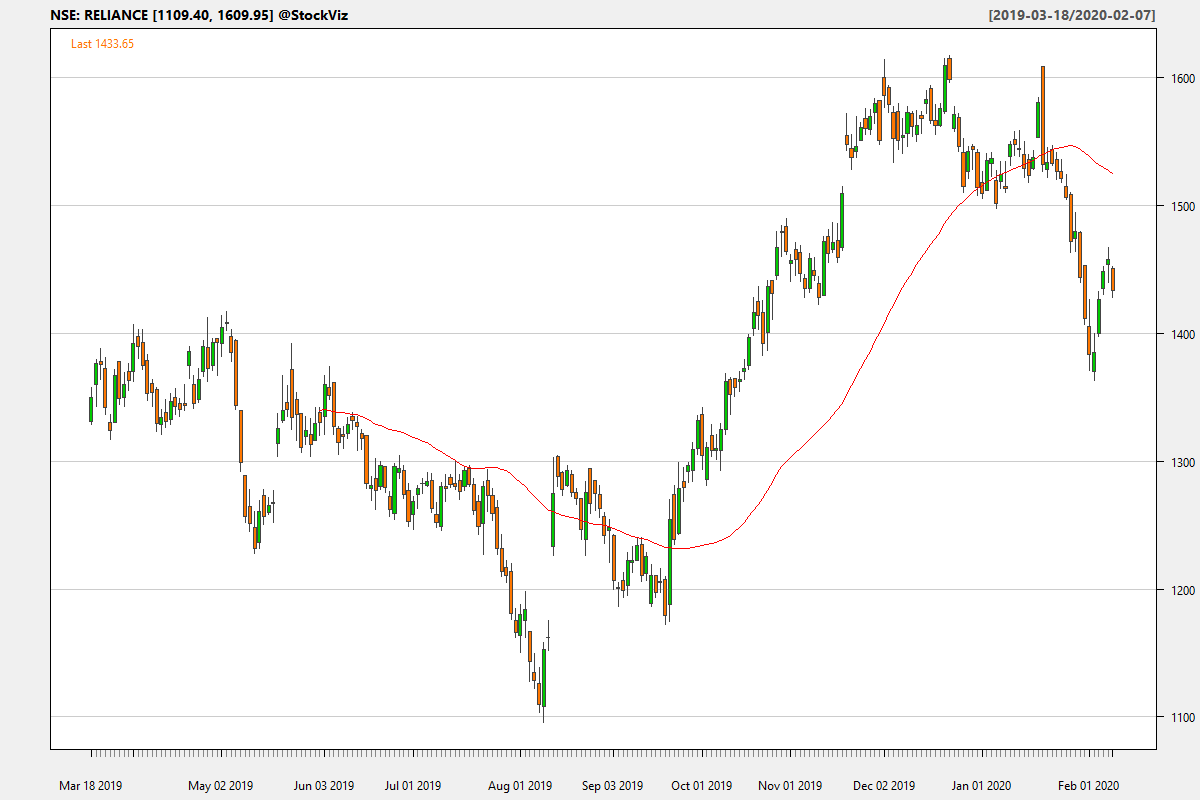 NSE: RELIANCE [1109.40, 1609.95] @StockViz [2019-03-18/2020-02-07]
Last 1433.65
1600
1500
1400
1300
1200
1100
Mar 18 2019 May 02 2019 Jun 03 2019 Jul 01 2019 Aug 01 2019 Sep 03 2019 Oct 01 2019 Nov 01 2019 Dec 02 2019 Jan 01 2020 Feb 01 2020